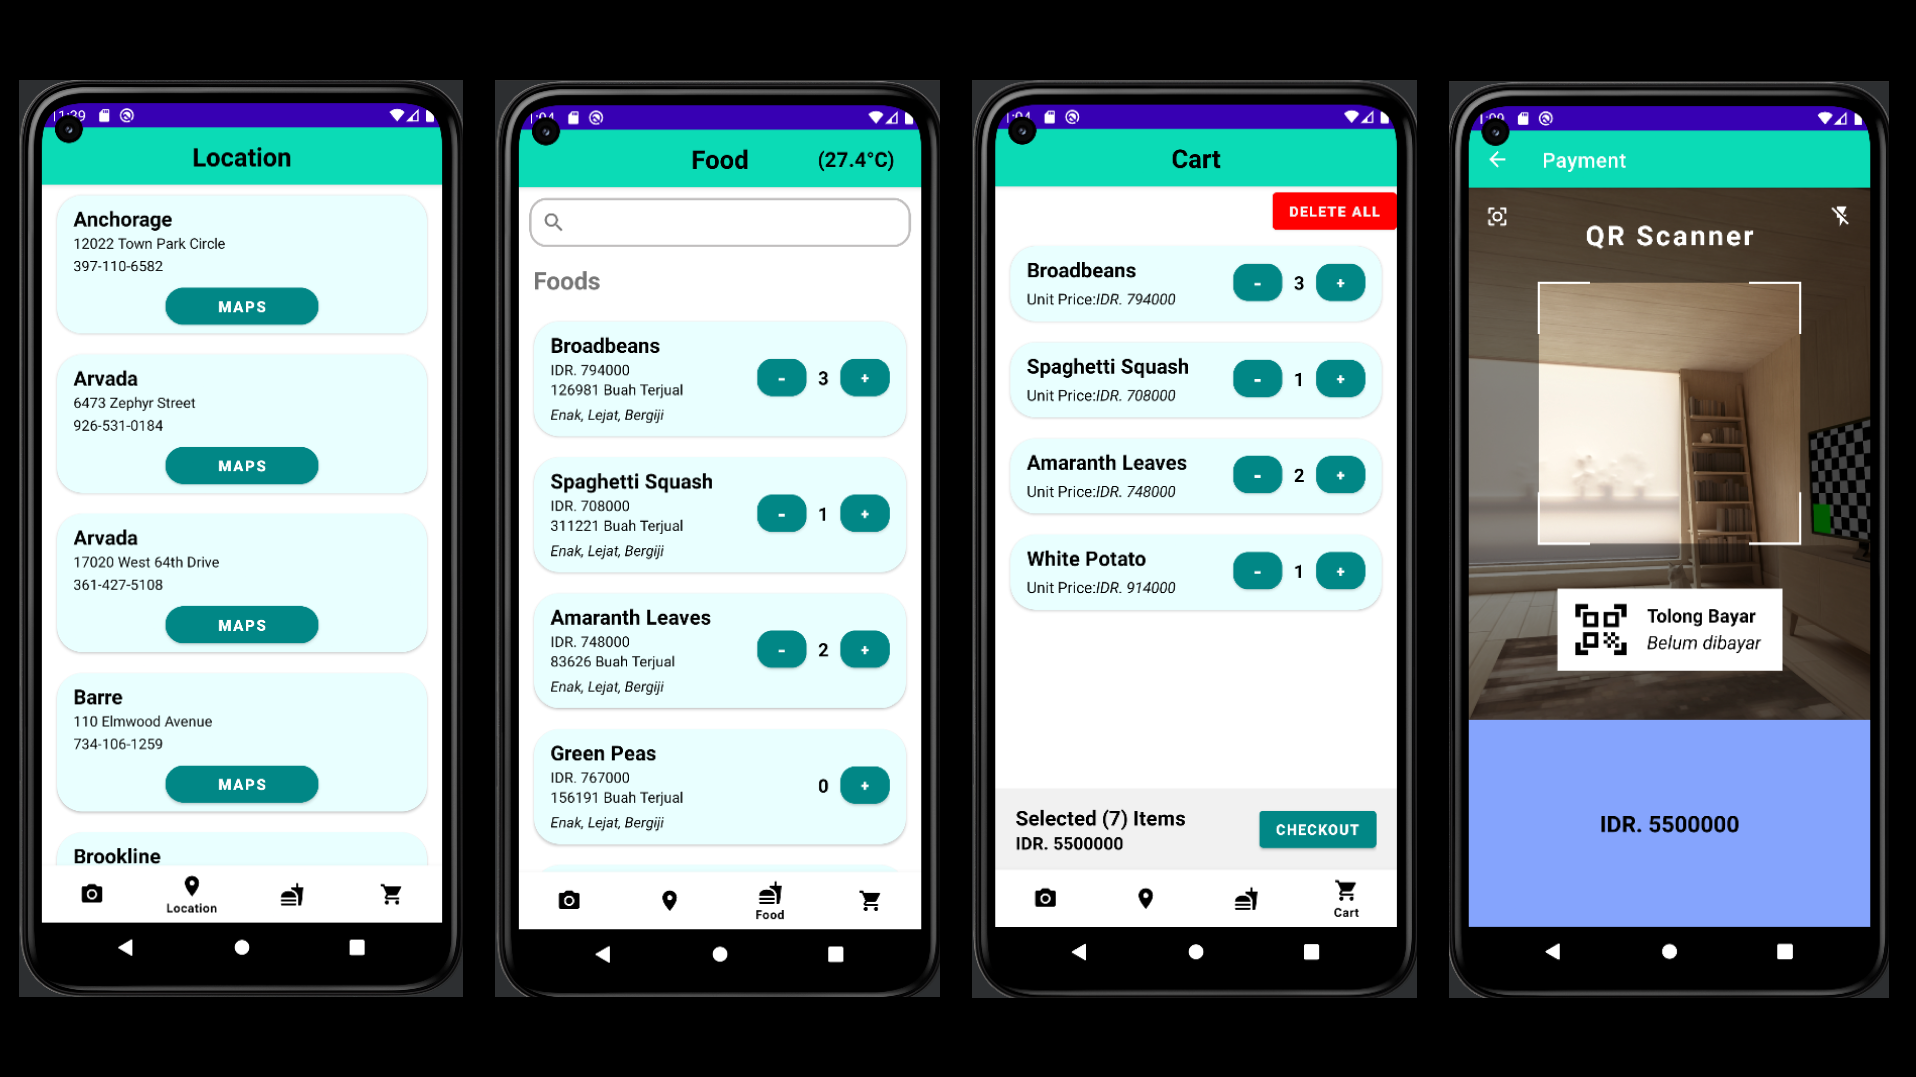 11:39
Location
Anchorage
12022 Town Park Circle
397-110-6582
MAPS
Arvada
6473 Zephyr Street
926-531-0184
MAPS
Arvada
17020 West 64th Drive
361-427-5108
MAPS
Barre
110 Elmwood Avenue
734-106-1259
MAPS
Brookline
Location
1:04
Food (27.4°C)
Foods
Broadbeans
IDR. 794000
126981 Buah Terjual
Enak, Lejat, Bergiji
- 3 +
Spaghetti Squash
IDR. 708000
311221 Buah Terjual
Enak, Lejat, Bergiji
- 1 +
Amaranth Leaves
IDR. 748000
83626 Buah Terjual
Enak, Lejat, Bergiji
- 2 +
Green Peas
IDR. 767000
156191 Buah Terjual
Enak, Lejat, Bergiji
0 +
Food
1:04
Cart
DELETE ALL
Broadbeans
Unit Price:IDR. 794000
- 3 +
Spaghetti Squash
Unit Price:IDR. 708000
- 1 +
Amaranth Leaves
Unit Price:IDR. 748000
- 2 +
White Potato
Unit Price:IDR. 914000
- 1 +
Selected (7) Items
IDR. 5500000
CHECKOUT
Cart
Payment
QR Scanner
Tolong Bayar
Belum dibayar
IDR. 5500000